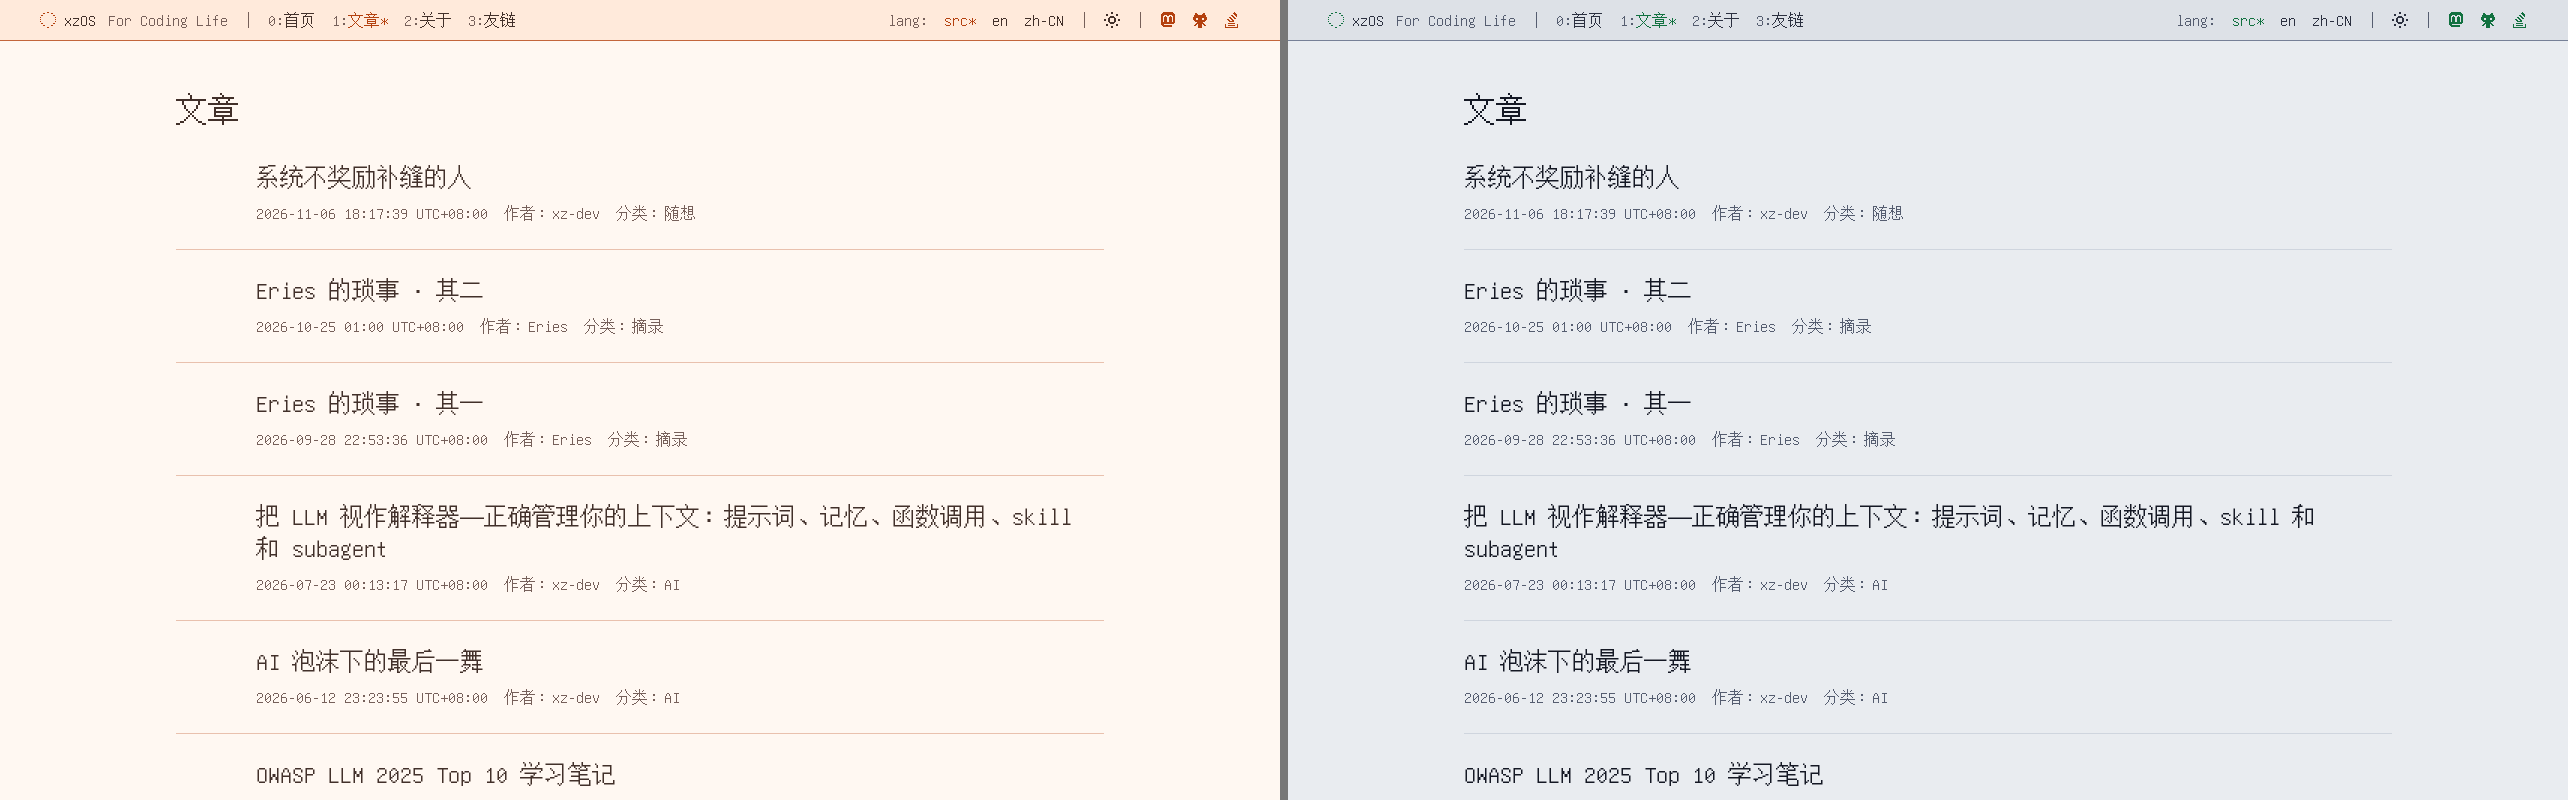 xzOS For Coding Life | 0:首页 1:文章* 2:关于 3:友链 lang: src* en zh-CN
文章
系统不奖励补缝的人
2026-11-06 18:17:39 UTC+08:00 作者：xz-dev 分类：随想
Eries 的琐事 · 其二
2026-10-25 01:00 UTC+08:00 作者：Eries 分类：摘录
Eries 的琐事 · 其一
2026-09-28 22:53:36 UTC+08:00 作者：Eries 分类：摘录
把 LLM 视作解释器——正确管理你的上下文：提示词、记忆、函数调用、skill
和 subagent
2026-07-23 00:13:17 UTC+08:00 作者：xz-dev 分类：AI
AI 泡沫下的最后一舞
2026-06-12 23:23:55 UTC+08:00 作者：xz-dev 分类：AI
OWASP LLM 2025 Top 10 学习笔记
xzOS For Coding Life | 0:首页 1:文章* 2:关于 3:友链 lang: src* en zh-CN
文章
系统不奖励补缝的人
2026-11-06 18:17:39 UTC+08:00 作者：xz-dev 分类：随想
Eries 的琐事 · 其二
2026-10-25 01:00 UTC+08:00 作者：Eries 分类：摘录
Eries 的琐事 · 其一
2026-09-28 22:53:36 UTC+08:00 作者：Eries 分类：摘录
把 LLM 视作解释器——正确管理你的上下文：提示词、记忆、函数调用、skill 和
subagent
2026-07-23 00:13:17 UTC+08:00 作者：xz-dev 分类：AI
AI 泡沫下的最后一舞
2026-06-12 23:23:55 UTC+08:00 作者：xz-dev 分类：AI
OWASP LLM 2025 Top 10 学习笔记